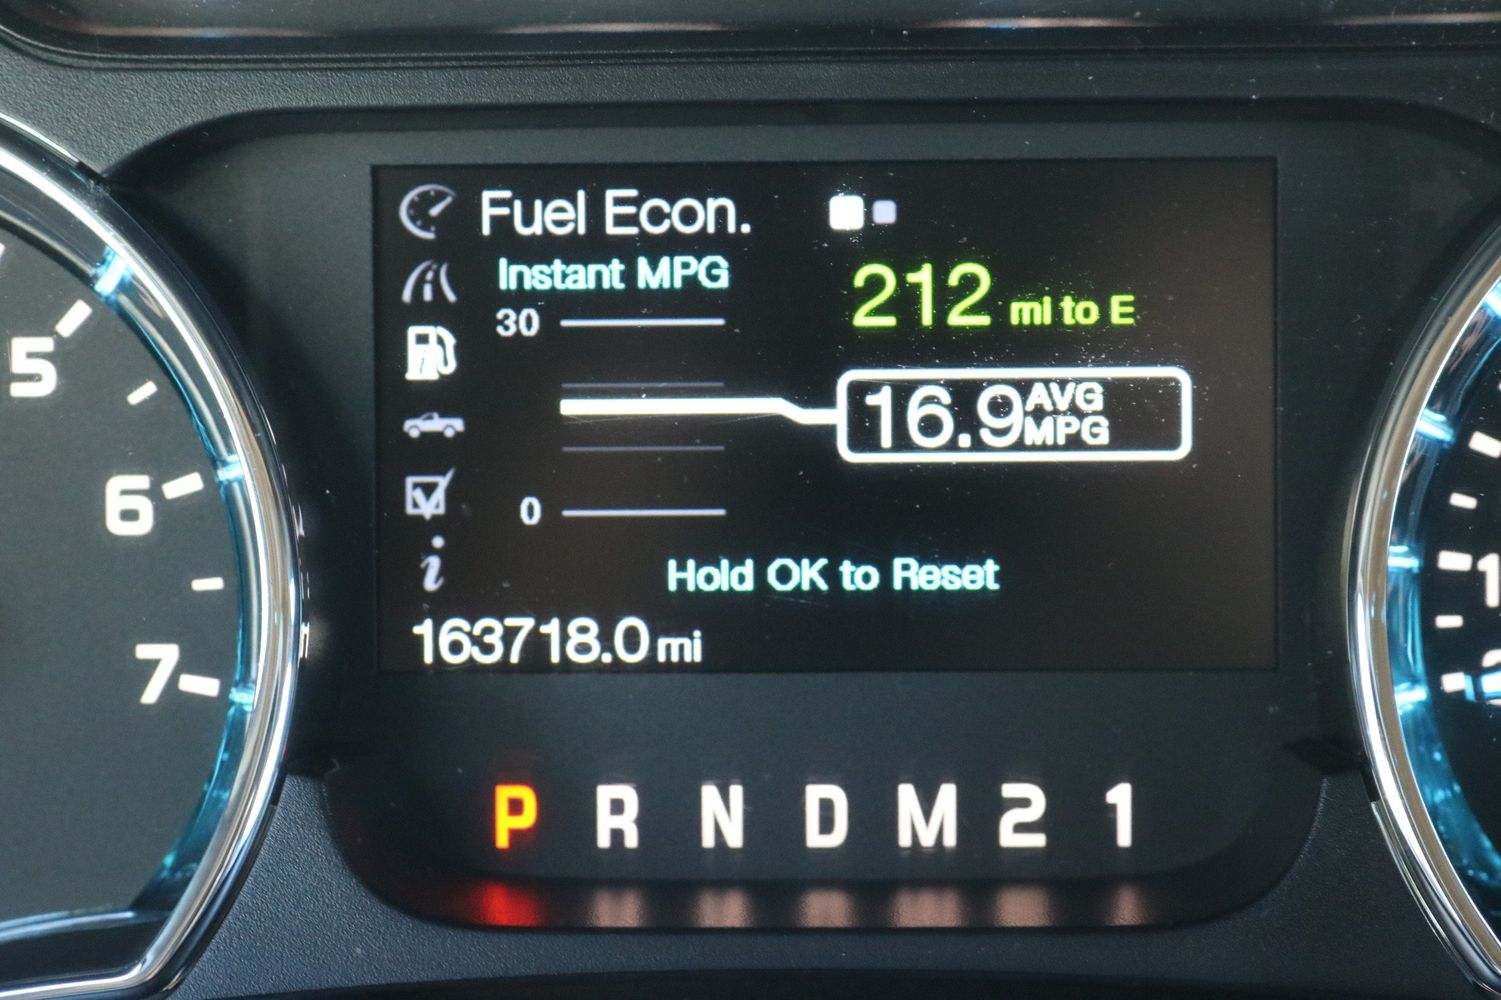 Fuel Econ.
Instant MPG
212 mi to E
30
16.9 AVG MPG
0
Hold OK to Reset
163718.0 mi
P R N D M 2 1
5
6
7